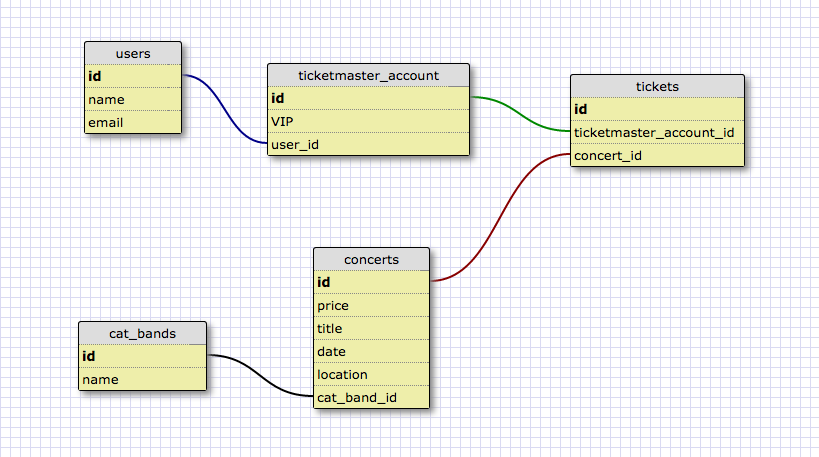 users
id
name
email
ticketmaster_account
id
VIP
user_id
tickets
id
ticketmaster_account_id
concert_id
concerts
id
price
title
date
location
cat_band_id
cat_bands
id
name